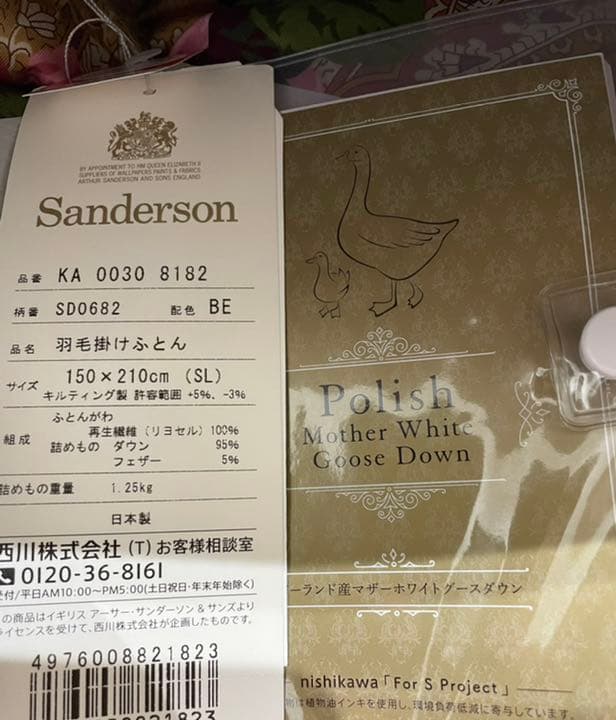 BY APPOINTMENT TO HM QUEEN ELIZABETH II
SUPPLIERS OF WALLPAPERS PAINTS & FABRICS
ARTHUR SANDERSON AND SONS ENGLAND
Sanderson
品番 KA 0030 8182
柄番 SD0682 配色 BE
品名 羽毛掛けふとん
サイズ 150×210cm (SL)
キルティング製 許容範囲 +5%、-3%
組成 ふとんがわ
再生繊維(リヨセル) 100%
詰めもの ダウン 95%
フェザー 5%
詰めもの重量 1.25kg
日本製
西川株式会社 (T) お客様相談室
0120-36-8161
付/平日AM10:00~PM5:00(土日祝日・年末年始除く)
の商品はイギリス アーサー・サンダーソン&サンズより
ライセンスを受けて、西川株式会社が企画したものです。
4976008821823
Polish
Mother White
Goose Down
ーランド産マザーホワイトグースダウン
nishikawa「For S Project」
は植物油インキを使用し、環境負荷低減に寄与しています